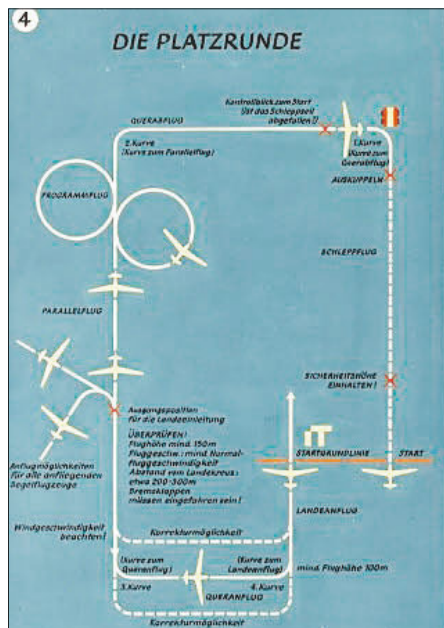 4
DIE PLATZRUNDE
Kontrollblick zum Start
(ist das Schleppseil
abgefallen?)
QUERABFLUG
2. Kurve
(Kurve zum Parallelflug)
1. Kurve
(Kurve zum
Querabflug)
AUSKUPPELN
PROGRAMMFLUG
SCHLEPPFLUG
PARALLELFLUG
SICHERHEITSHÖHE
EINHALTEN!
Ausgangsposition
für die Landeeinleitung
ÜBERPRÜFEN:
Flughöhe mind. 150m
Fluggeschw.: mind Normal-
fluggeschwindigkeit
Abstand vom Landekreuz:
etwa 200-300m
Bremsklappen
müssen eingefahren sein!
T
STARTGRUNDLINIE
START
Anflugmöglichkeiten
für alle anfliegenden
Segelflugzeuge
LANDEANFLUG
Windgeschwindigkeit
beachten!
Korrekturmöglichkeit
(Kurve zum
Queranflug)
3. Kurve
(Kurve zum
Landeanflug)
4. Kurve
mind Flughöhe 100m
QUERANFLUG
Korrekturmöglichkeit